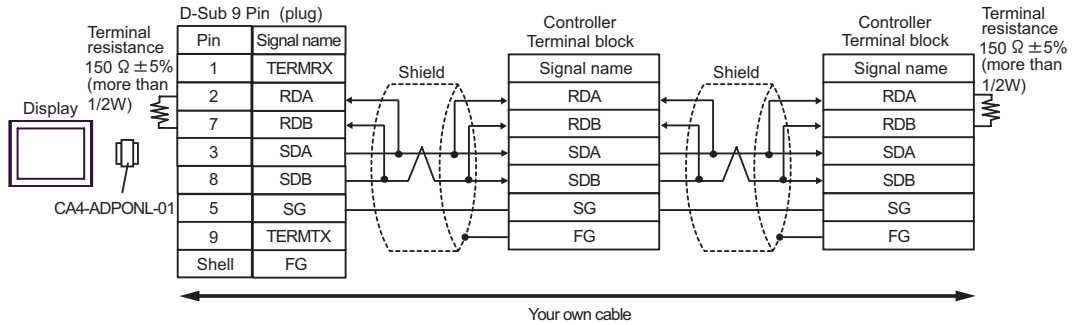 D-Sub 9 Pin (plug)
Terminal
resistance
150 Ω ±5%
(more than
1/2W)
Display
CA4-ADPONL-01
Pin Signal name
1 TERMRX
2 RDA
7 RDB
3 SDA
8 SDB
5 SG
9 TERMTX
Shell FG
Shield
Controller
Terminal block
Signal name
RDA
RDB
SDA
SDB
SG
FG
Shield
Controller
Terminal block
Signal name
RDA
RDB
SDA
SDB
SG
FG
Terminal
resistance
150 Ω ±5%
(more than
1/2W)
Your own cable